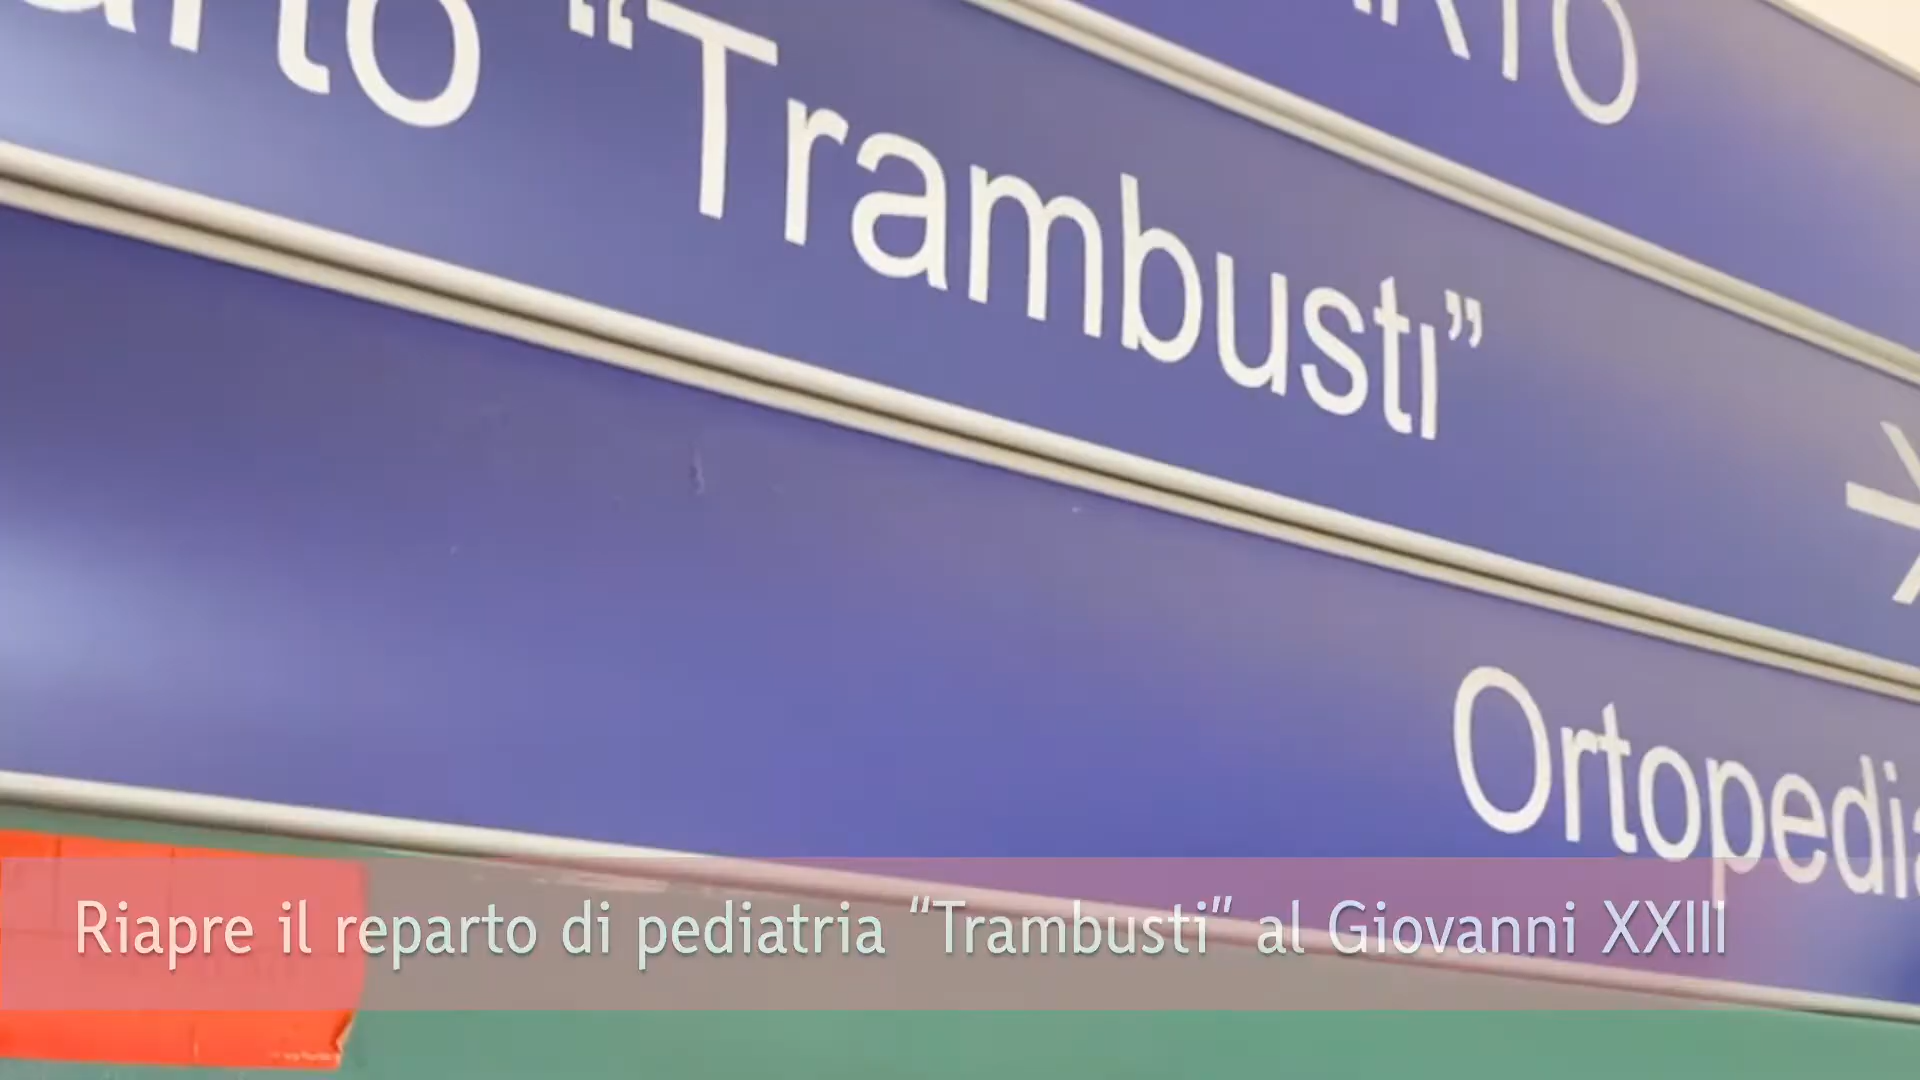 “Trambusti”
Ortopedia
Riapre il reparto di pediatria “Trambusti” al Giovanni XXIII